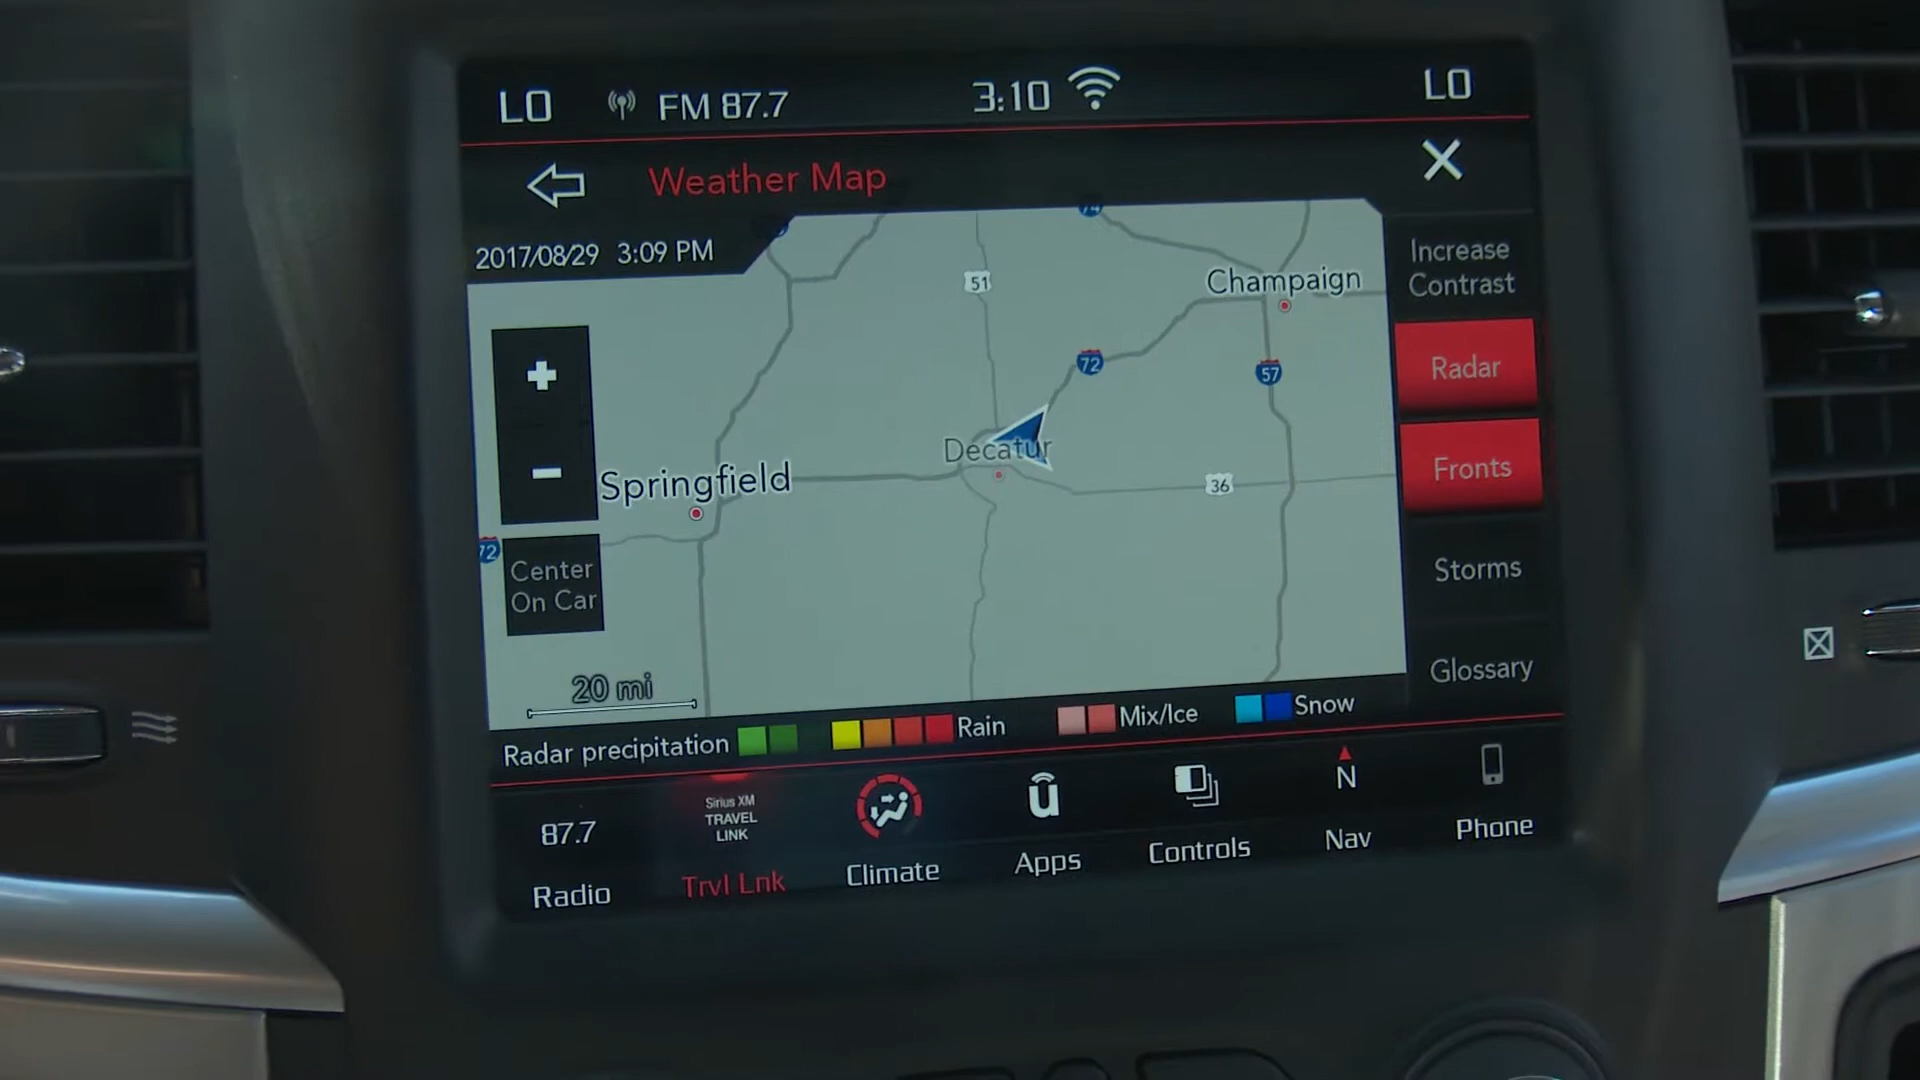 LO FM 87.7 3:10 LO
Weather Map
2017/08/29 3:09 PM
Increase
Contrast
Radar
Fronts
Storms
Glossary
51
Champaign
72
57
Decatur
36
Springfield
72
Center
On Car
20 mi
Radar precipitation Rain Mix/Ice Snow
87.7
Radio
Sirius XM
TRAVEL
LINK
Trvl Lnk
Climate
Apps
Controls
N
Nav
Phone